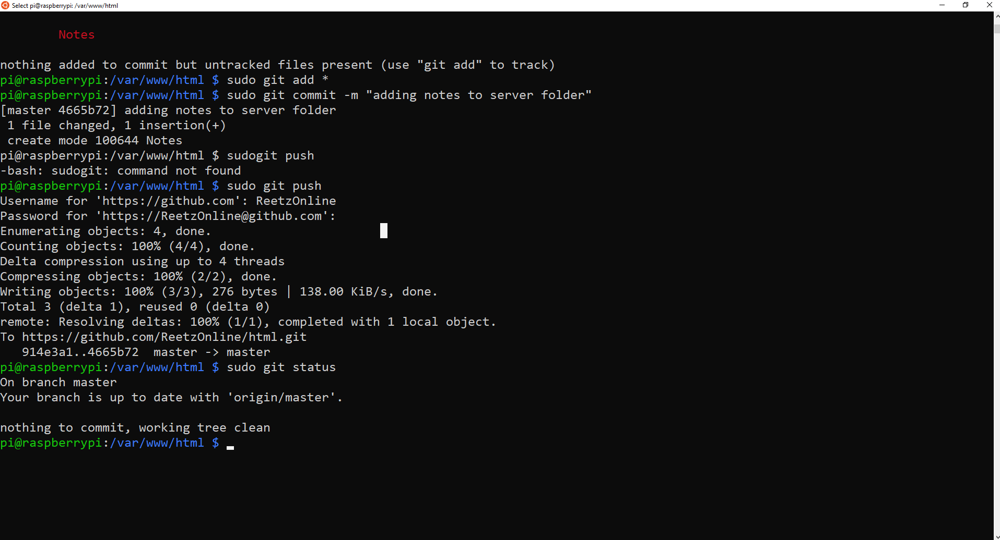 Select pi@raspberrypi: /var/www/html
Notes
nothing added to commit but untracked files present (use "git add" to track)
pi@raspberrypi:/var/www/html $ sudo git add *
pi@raspberrypi:/var/www/html $ sudo git commit -m "adding notes to server folder"
[master 4665b72] adding notes to server folder
 1 file changed, 1 insertion(+)
 create mode 100644 Notes
pi@raspberrypi:/var/www/html $ sudogit push
-bash: sudogit: command not found
pi@raspberrypi:/var/www/html $ sudo git push
Username for 'https://github.com': ReetzOnline
Password for 'https://ReetzOnline@github.com':
Enumerating objects: 4, done.
Counting objects: 100% (4/4), done.
Delta compression using up to 4 threads
Compressing objects: 100% (2/2), done.
Writing objects: 100% (3/3), 276 bytes | 138.00 KiB/s, done.
Total 3 (delta 1), reused 0 (delta 0)
remote: Resolving deltas: 100% (1/1), completed with 1 local object.
To https://github.com/ReetzOnline/html.git
   914e3a1..4665b72  master -> master
pi@raspberrypi:/var/www/html $ sudo git status
On branch master
Your branch is up to date with 'origin/master'.
nothing to commit, working tree clean
pi@raspberrypi:/var/www/html $